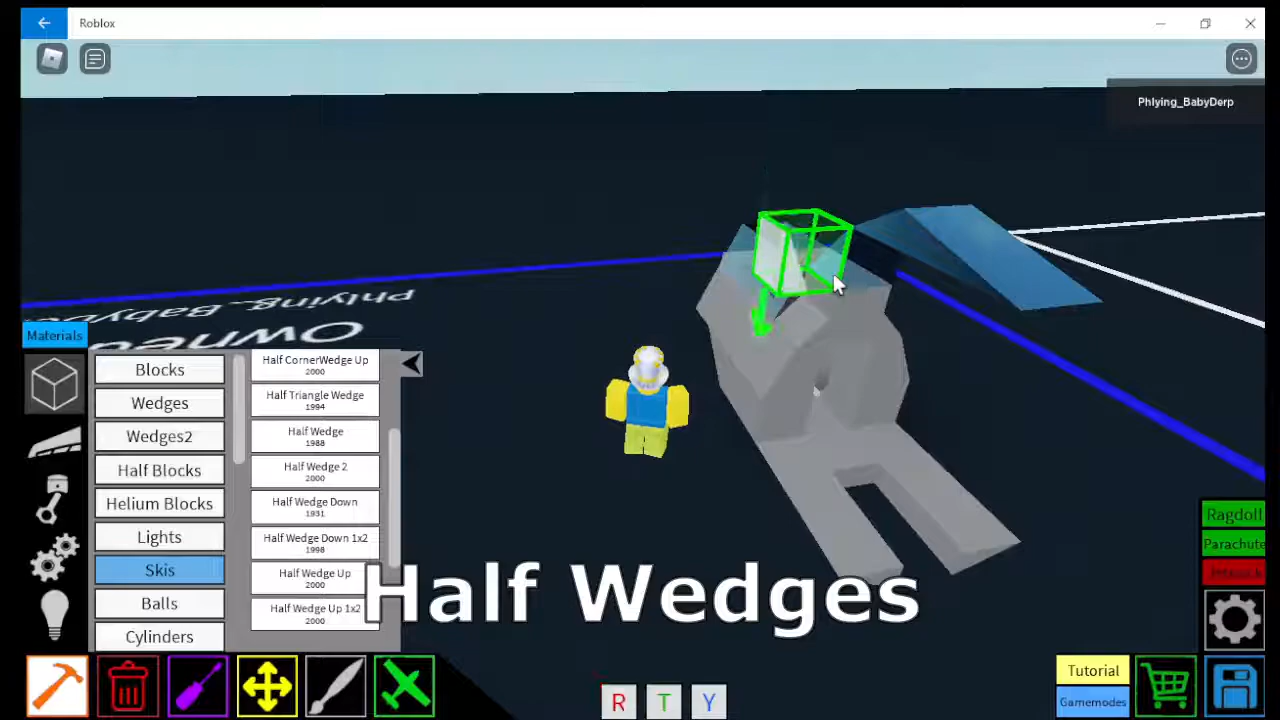 Roblox
Phlying_BabyDerp
Phlying_BabyD
Owned
Materials
Blocks
Wedges
Wedges2
Half Blocks
Helium Blocks
Lights
Skis
Balls
Cylinders
Half CornerWedge Up
2000
Half Triangle Wedge
1994
Half Wedge
1988
Half Wedge 2
2000
Half Wedge Down
1931
Half Wedge Down 1x2
1998
Half Wedge Up
2000
Half Wedge Up 1x2
2000
Half Wedges
Ragdoll
Parachute
Tutorial
Gamemodes
R T Y